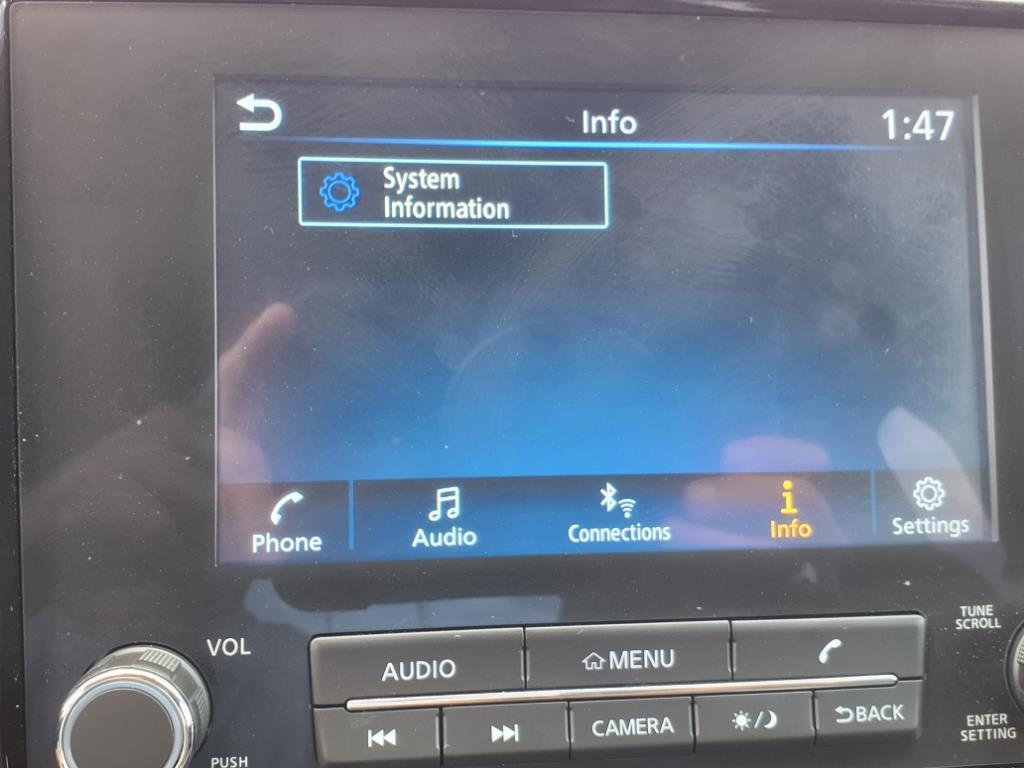 Info
1:47
System
Information
Phone
Audio
Connections
Info
Settings
VOL
AUDIO
MENU
TUNE
SCROLL
CAMERA
BACK
ENTER
SETTING
PUSH